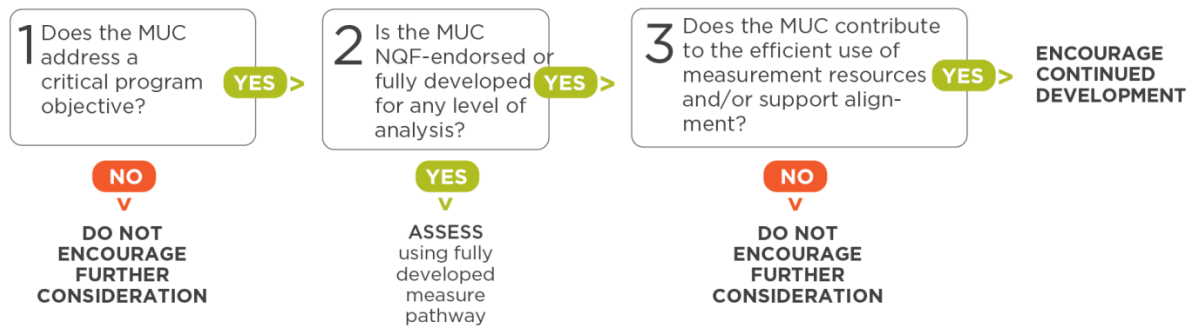 1 Does the MUC
address a
critical program
objective?
YES >
2 Is the MUC
NQF-endorsed or
fully developed
for any level of
analysis?
YES >
3 Does the MUC contribute
to the efficient use of
measurement resources
and/or support align-
ment?
YES >
ENCOURAGE
CONTINUED
DEVELOPMENT
NO
DO NOT
ENCOURAGE
FURTHER
CONSIDERATION
YES
ASSESS
using fully
developed
measure
pathway
NO
DO NOT
ENCOURAGE
FURTHER
CONSIDERATION